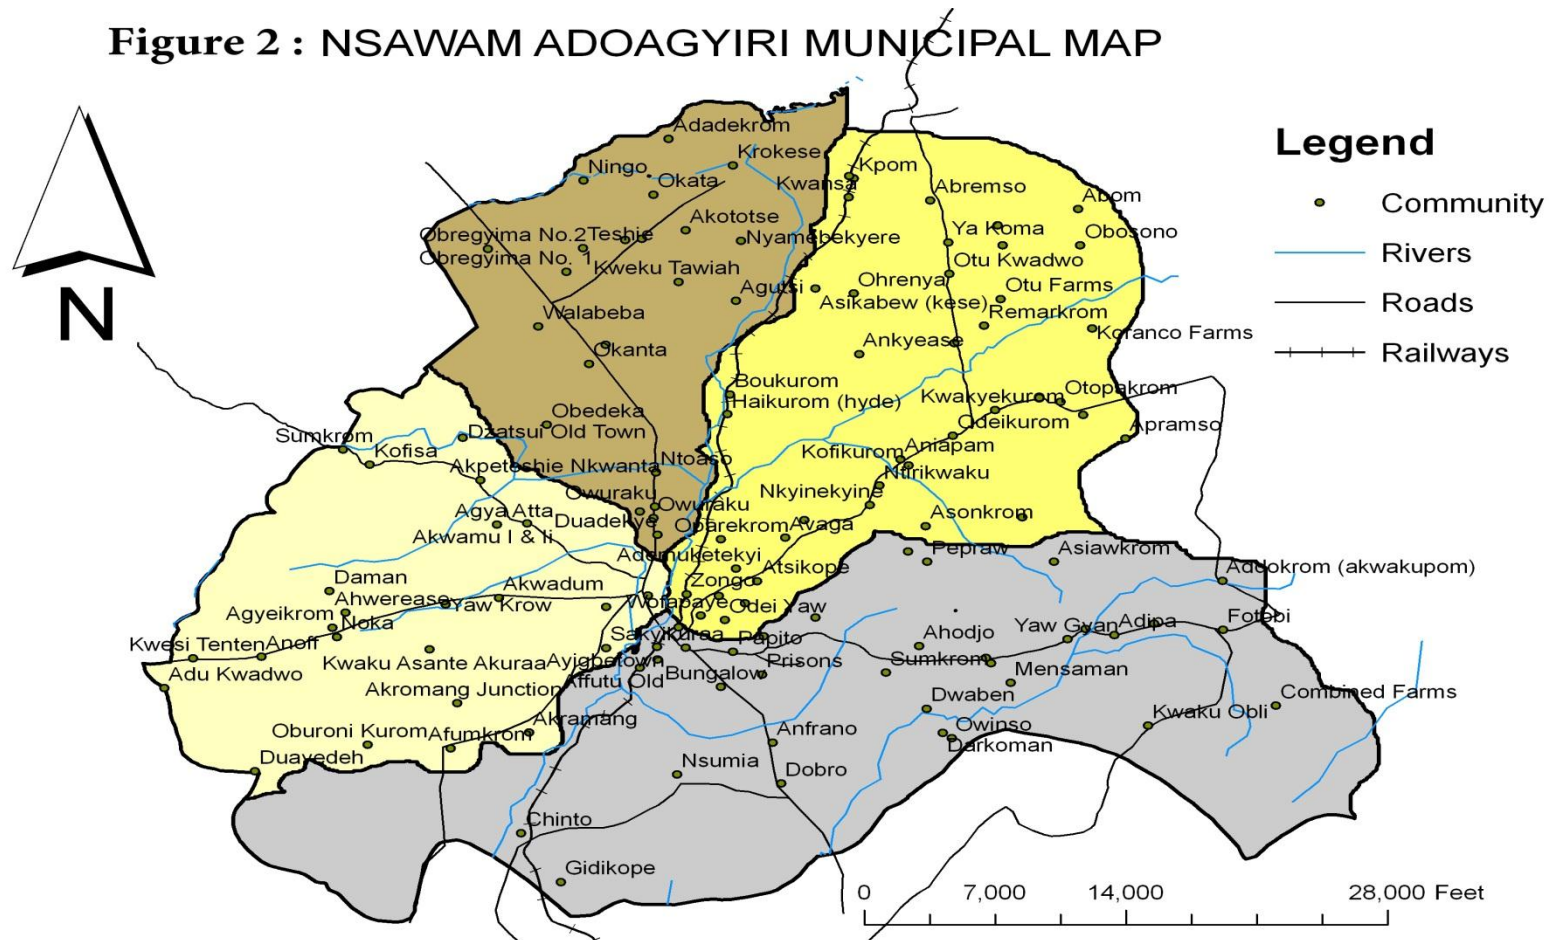 Figure 2 : NSAWAM ADOAGYIRI MUNICIPAL MAP
Legend
Community
Rivers
Roads
Railways
N
Adadekrom
Krokese
Ningo
Okata
Kpom
Kwansa
Abremso
Abom
Akototse
Obregyima No.2
Teshie
Nyamebekyere
Ya Koma
Obosono
Obregyima No. 1
Kweku Tawiah
Otu Kwadwo
Agutsi
Ohrenya
Otu Farms
Asikabew (kese)
Walabeba
Remarkrom
Koranco Farms
Okanta
Ankyease
Boukurom
Haikurom (hyde)
Kwakyekurom
Otopakrom
Obedeka
Odeikurom
Apramso
Sumkrom
Dzatsui Old Town
Kofisa
Kofikurom
Aniapam
Akpeteshie Nkwanta
Ntoaso
Ntirikwaku
Owuraku
Owuraku
Nkyinekyine
Agya Atta
Duadekye
Oparekrom
Avaga
Asonkrom
Akwamu I & Ii
Ademuketekyi
Pepraw
Asiawkrom
Atsikope
Addokrom (akwakupom)
Daman
Akwadum
Zongo
Ahwerease
Yaw Krow
Wofapaye
Odei Yaw
Agyeikrom
Noka
Fotobi
Yaw Gyan
Adipa
Kwesi Tenten
Anoff
Sakyikuraa
Papito
Ahodjo
Kwaku Asante Akuraa
Ayigbetown
Prisons
Sumkrom
Adu Kwadwo
Affutu Old
Bungalow
Mensaman
Akromang Junction
Dwaben
Combined Farms
Akramang
Kwaku Obli
Oburoni Kurom
Afumkrom
Anfrano
Owinso
Darkoman
Duayedeh
Nsumia
Dobro
Chinto
Gidikope
0 7,000 14,000 28,000 Feet